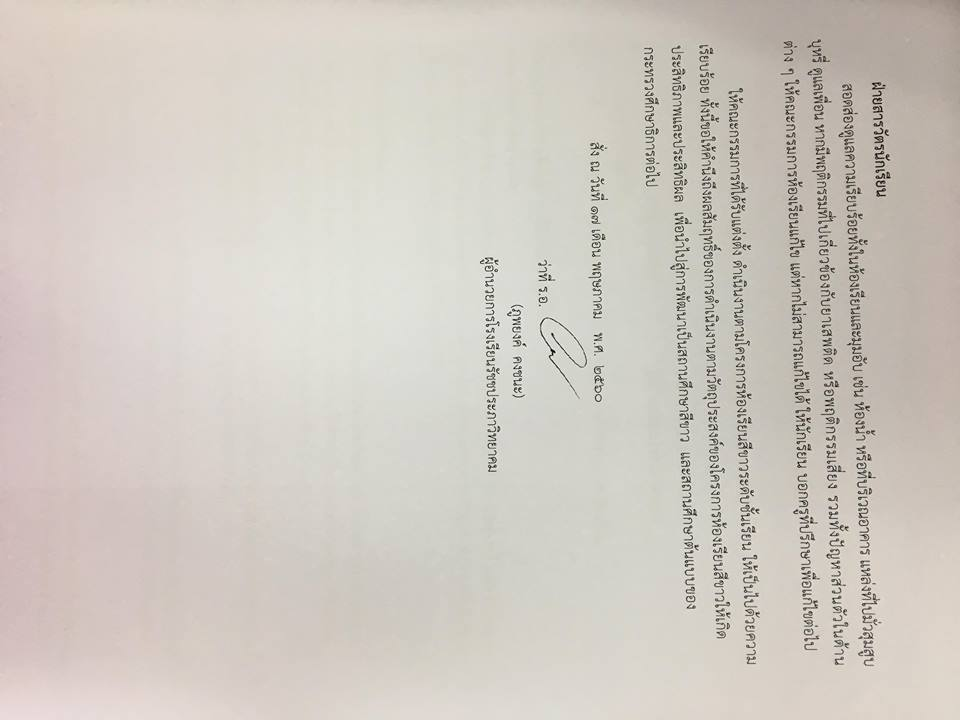 ฝ่ายสารวัตรนักเรียน
สอดส่องดูแลความเรียบร้อยทั้งในห้องเรียนและมุมอับ เช่น ห้องน้ำ หรือที่บริเวณอาคาร แหล่งที่ไปมั่วสุมสูบ
บุหรี่ ดูแลเพื่อน หากมีพฤติกรรมที่ไปเกี่ยวข้องกับยาเสพติด หรือพฤติกรรมเสี่ยง รวมทั้งปัญหาส่วนตัวในด้าน
ต่าง ๆ ให้คณะกรรมการห้องเรียนแก้ไข แต่หากไม่สามารถแก้ไขได้ ให้นักเรียน บอกครูที่ปรึกษาเพื่อแก้ไขต่อไป
ให้คณะกรรมการที่ได้รับแต่งตั้ง ดำเนินงานตามโครงการห้องเรียนสีขาวระดับชั้นเรียน ให้เป็นไปด้วยความ
เรียบร้อย ทั้งนี้ขอให้คำนึงถึงผลสัมฤทธิ์ของการดำเนินงานตามวัตถุประสงค์ของโครงการห้องเรียนสีขาวให้เกิด
ประสิทธิภาพและประสิทธิผล เพื่อนำไปสู่การพัฒนาเป็นสถานศึกษาสีขาว และสถานศึกษาต้นแบบของ
กระทรวงศึกษาธิการต่อไป
สั่ง ณ วันที่ ๑๗ เดือน พฤษภาคม พ.ศ. ๒๕๖๐
ว่าที่ ร.อ.
(ภูทยงค์ คงชนะ)
ผู้อำนวยการโรงเรียนรัชชประภาวิทยาคม